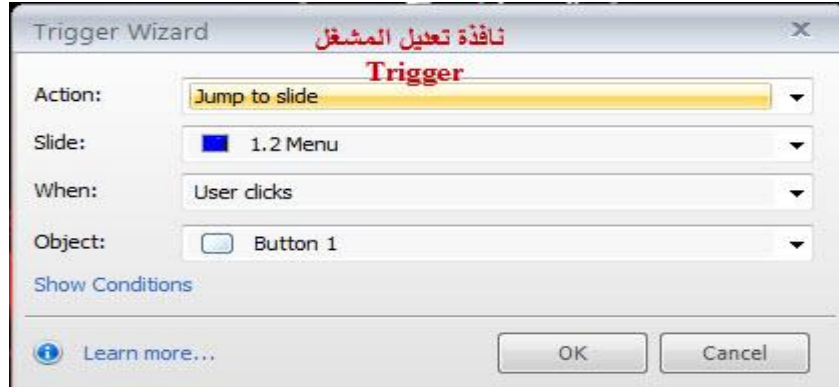 Trigger Wizard
نافذة تعديل المشغل
Trigger
Action: Jump to slide
Slide: 1.2 Menu
When: User clicks
Object: Button 1
Show Conditions
Learn more... OK Cancel